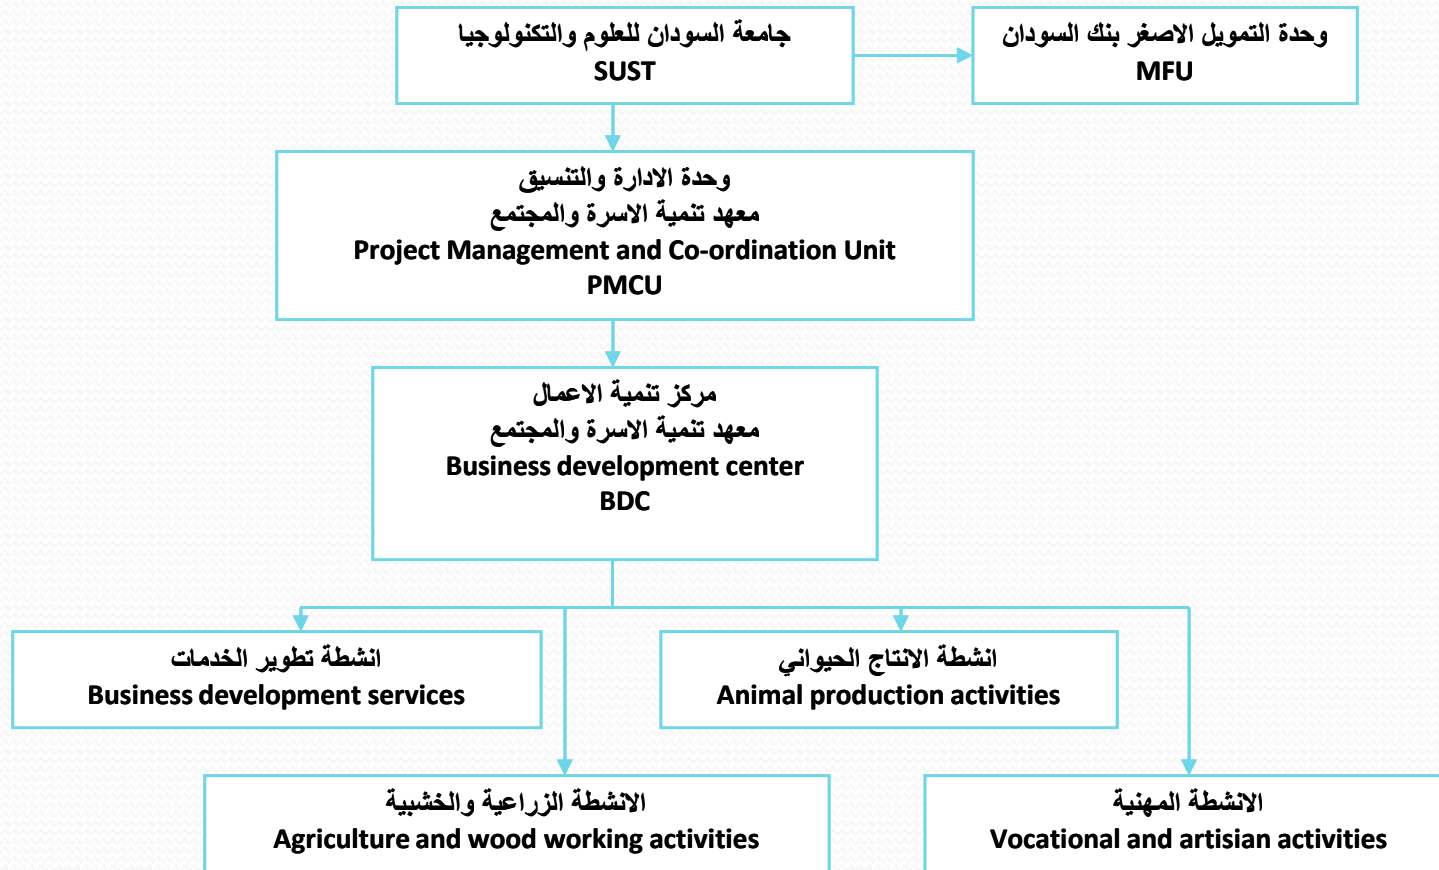 جامعة السودان للعلوم والتكنولوجيا
SUST
وحدة التمويل الاصغر بنك السودان
MFU
وحدة الادارة والتنسيق
معهد تنمية الاسرة والمجتمع
Project Management and Co-ordination Unit
PMCU
مركز تنمية الاعمال
معهد تنمية الاسرة والمجتمع
Business development center
BDC
انشطة تطوير الخدمات
Business development services
انشطة الانتاج الحيواني
Animal production activities
الانشطة الزراعية والخشبية
Agriculture and wood working activities
الانشطة المهنية
Vocational and artisian activities